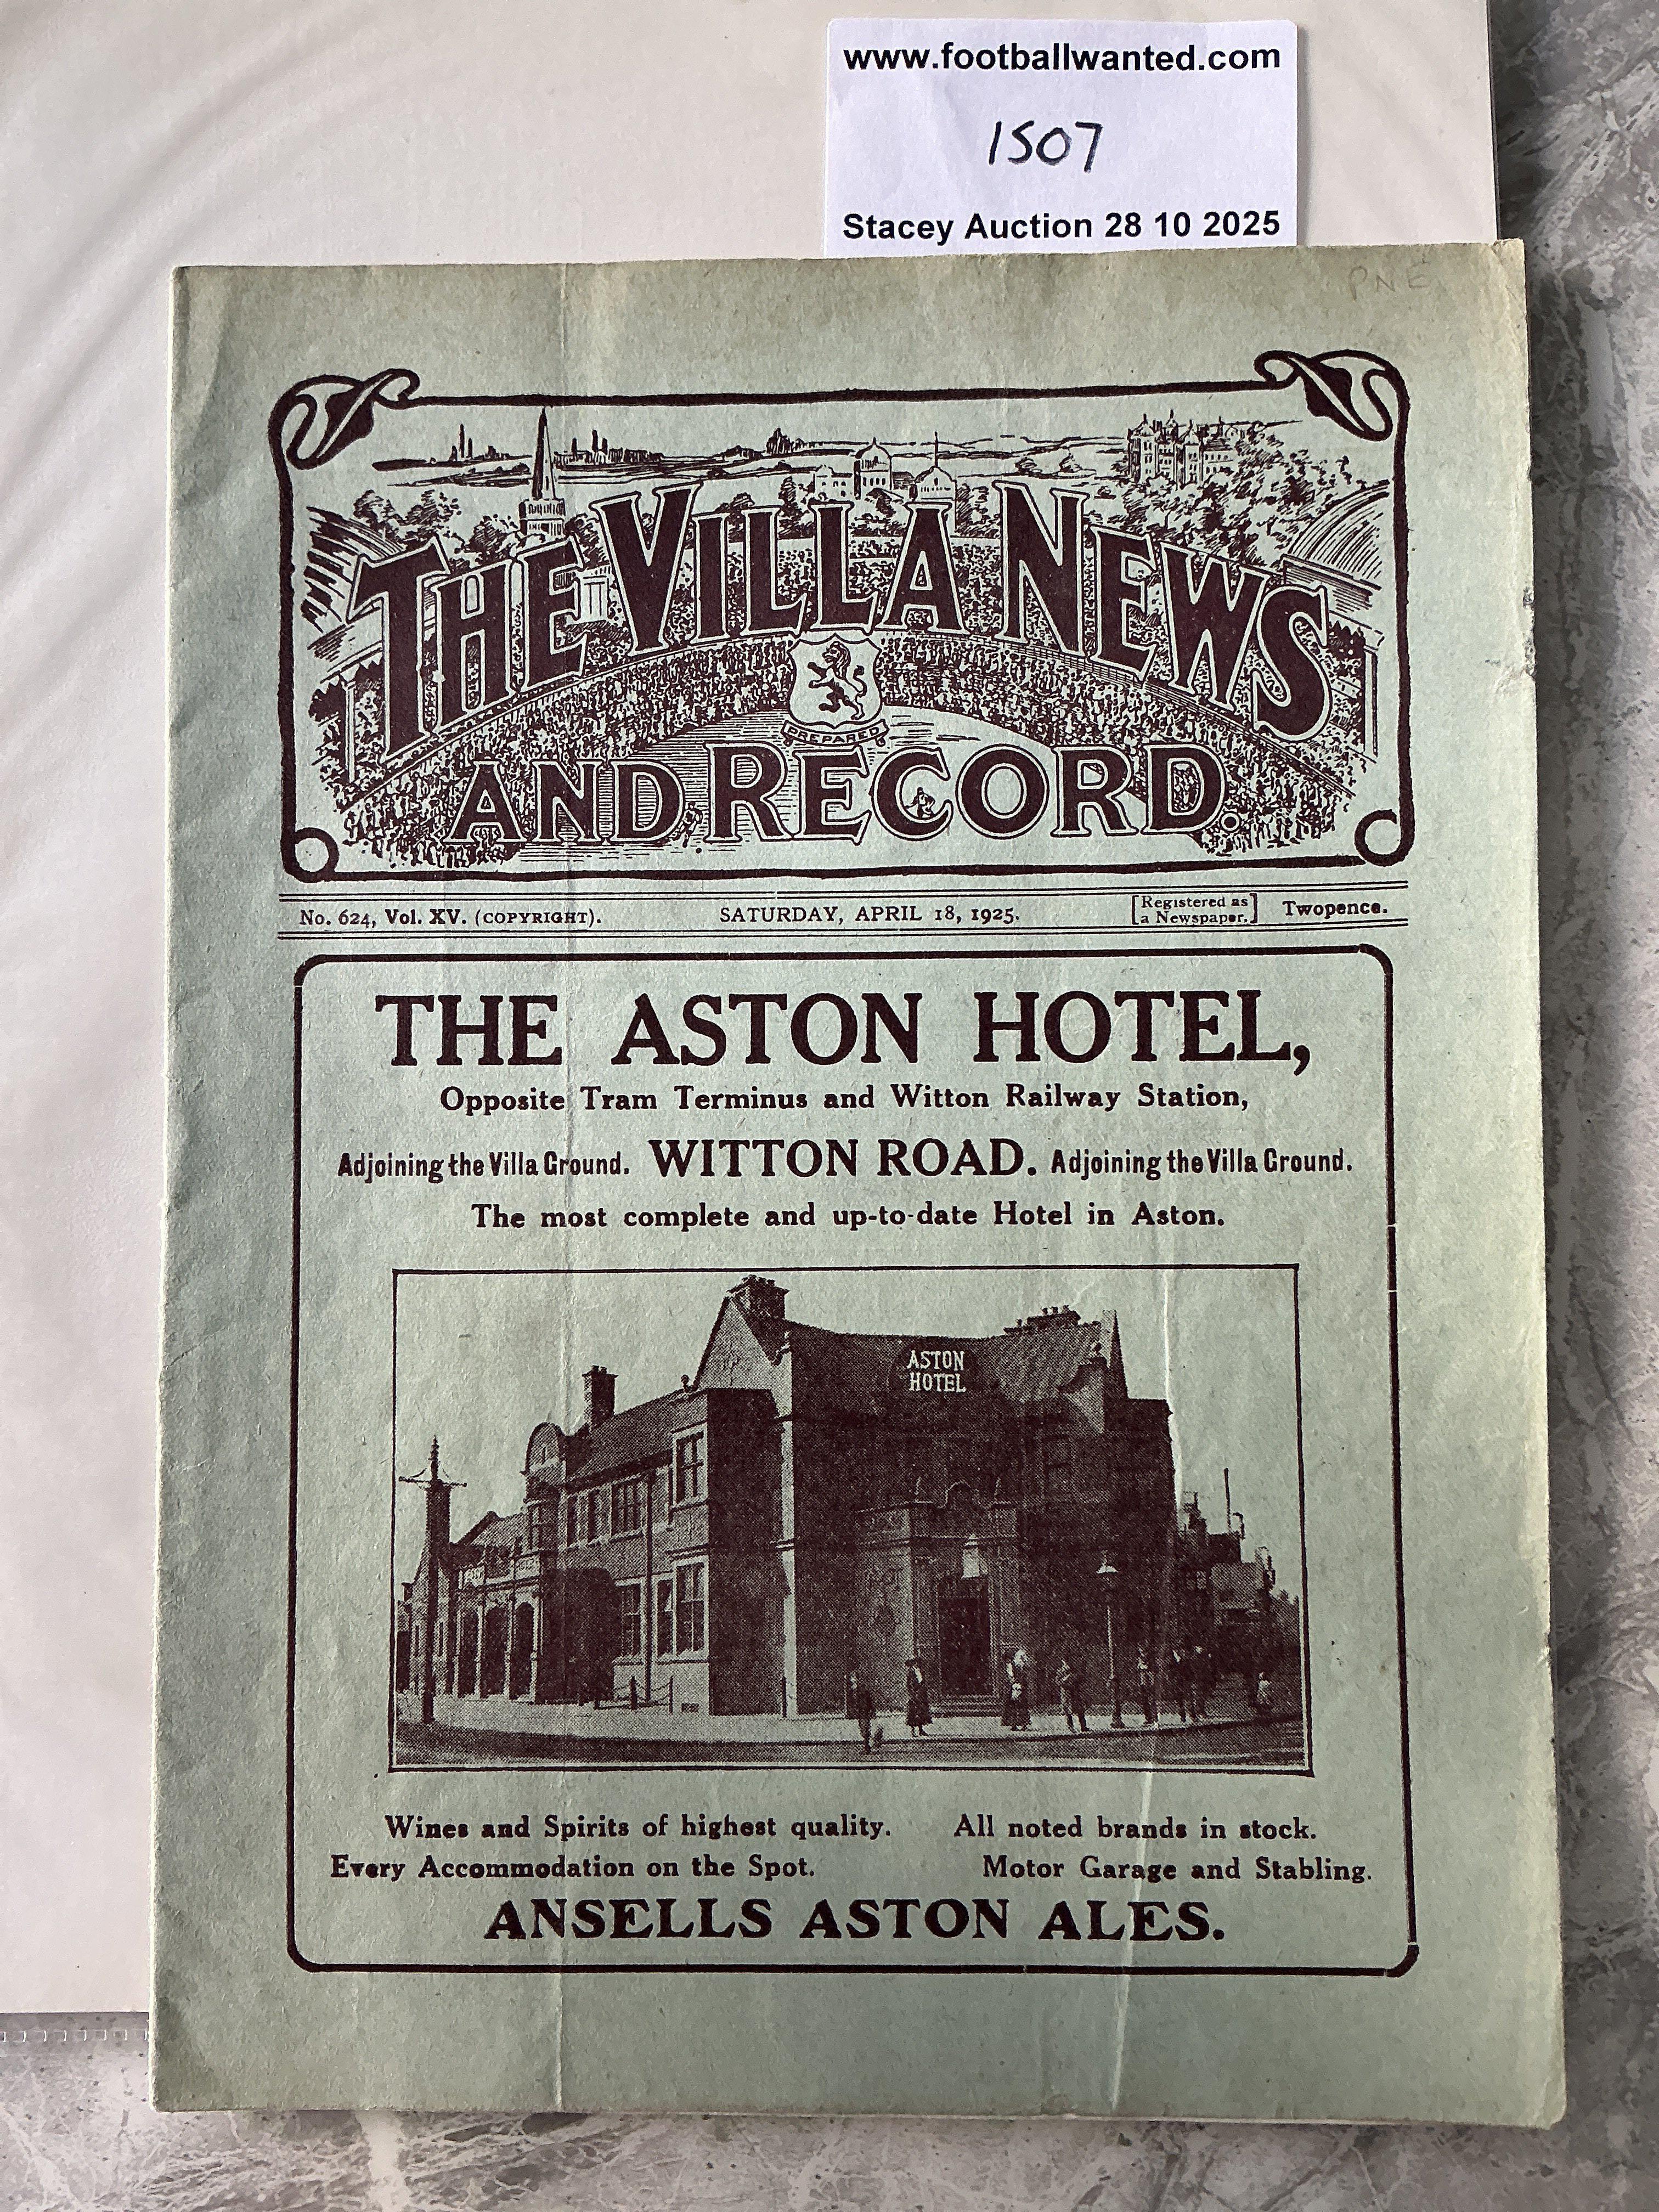 www.footballwanted.com
1507
Stacey Auction 28 10 2025
PNE
THE VILLA NEWS
PREPARED
AND RECORD.
No. 624, Vol. XV. (COPYRIGHT). SATURDAY, APRIL 18, 1925. [Registered as a Newspaper.] Twopence.
THE ASTON HOTEL,
Opposite Tram Terminus and Witton Railway Station,
Adjoining the Villa Ground. WITTON ROAD. Adjoining the Villa Ground.
The most complete and up-to-date Hotel in Aston.
ASTON
HOTEL
Wines and Spirits of highest quality. All noted brands in stock.
Every Accommodation on the Spot. Motor Garage and Stabling.
ANSELLS ASTON ALES.